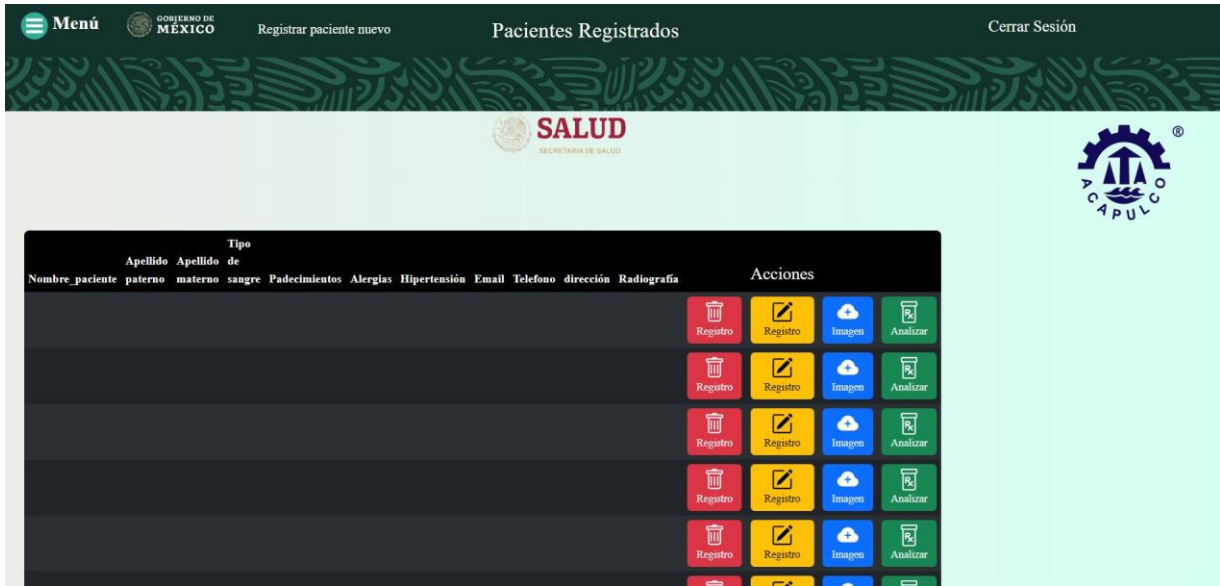 Menú
GOBIERNO DE
MÉXICO
Registrar paciente nuevo
Pacientes Registrados
Cerrar Sesión
SALUD
SECRETARIA DE SALUD
®
ACAPULCO
Nombre_paciente Apellido paterno Apellido materno Tipo de sangre Padecimientos Alergias Hipertensión Email Telefono dirección Radiografía Acciones
Registro Registro Imagen Analizar
Registro Registro Imagen Analizar
Registro Registro Imagen Analizar
Registro Registro Imagen Analizar
Registro Registro Imagen Analizar